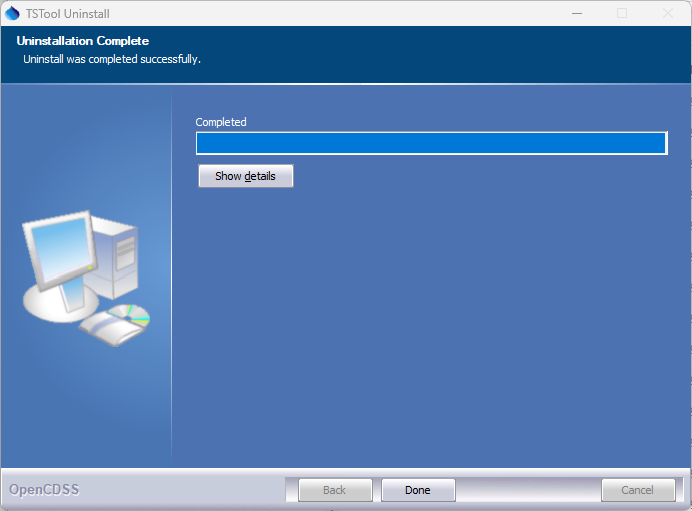 TSTool Uninstall
Uninstallation Complete
Uninstall was completed successfully.
Completed
Show details
OpenCDSS
Back
Done
Cancel